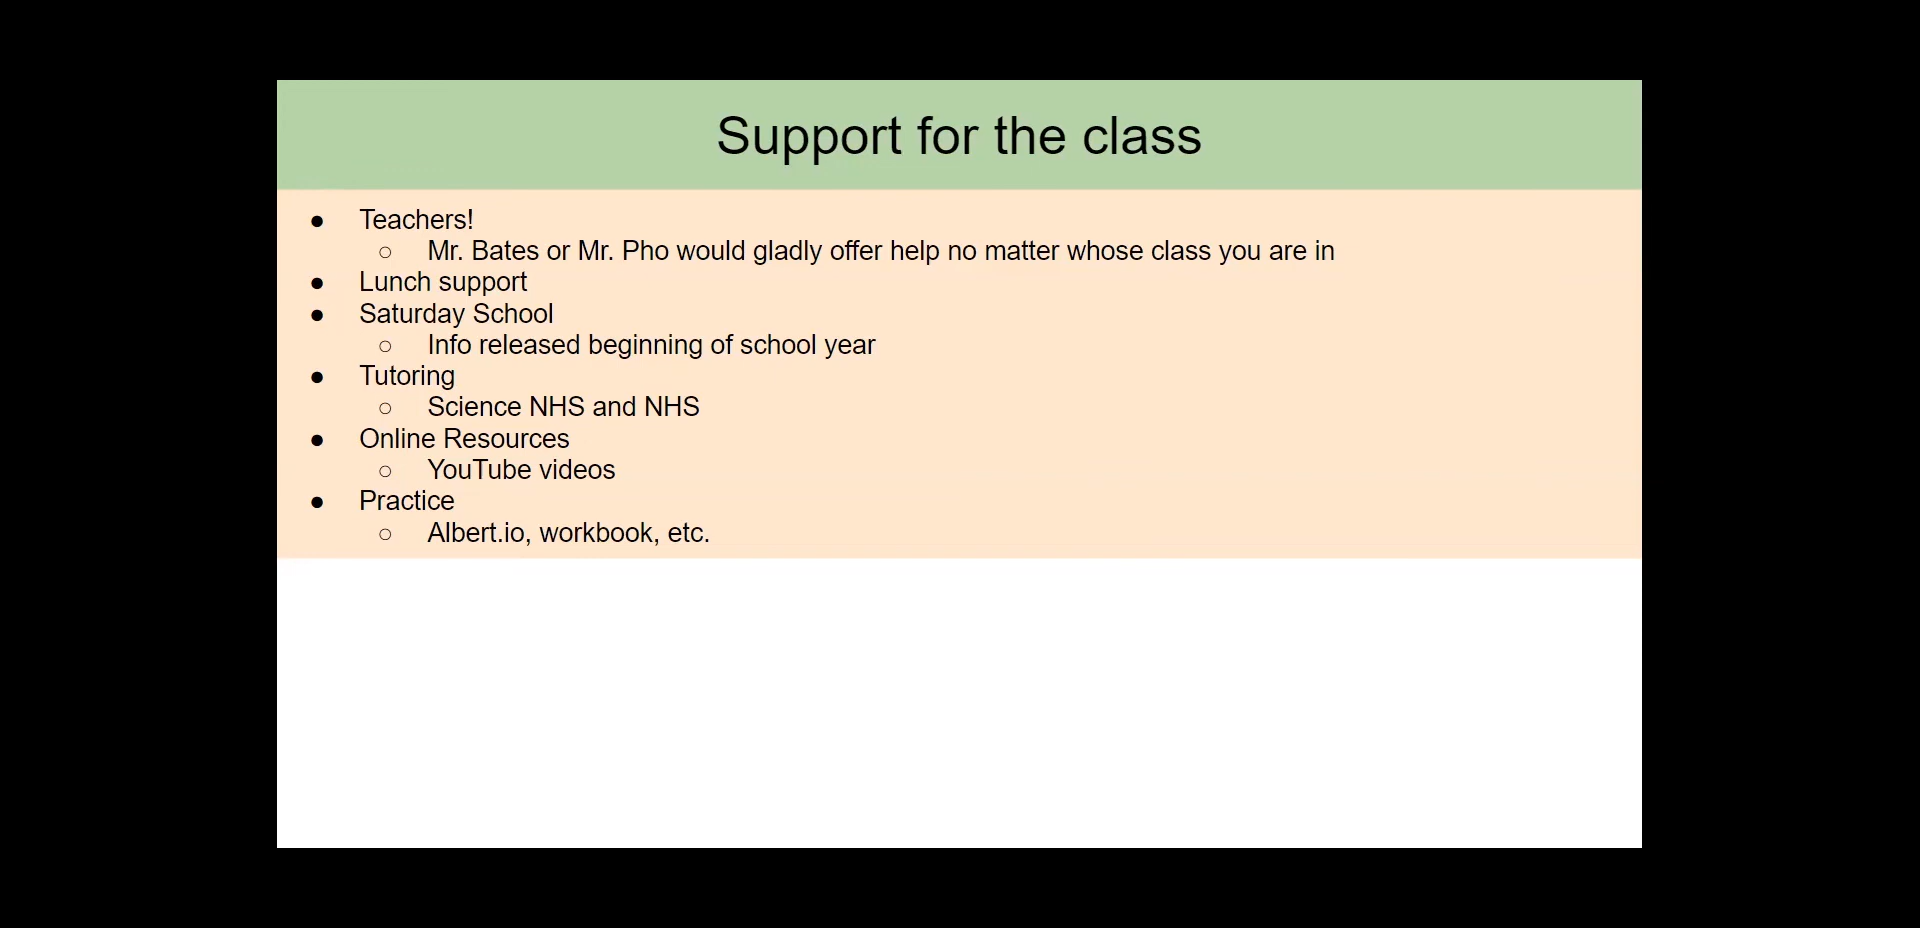 Support for the class
● Teachers!
○ Mr. Bates or Mr. Pho would gladly offer help no matter whose class you are in
● Lunch support
● Saturday School
○ Info released beginning of school year
● Tutoring
○ Science NHS and NHS
● Online Resources
○ YouTube videos
● Practice
○ Albert.io, workbook, etc.